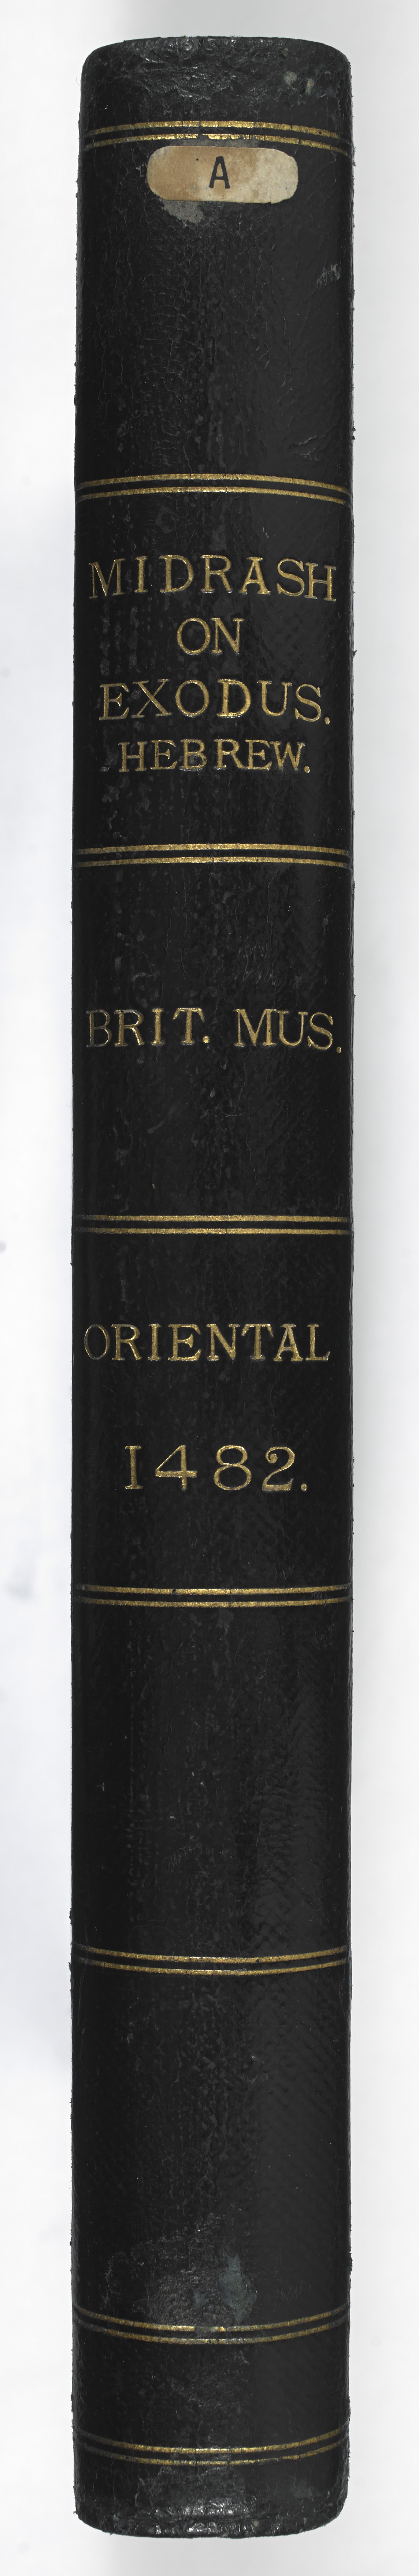 A
MIDRASH
ON
EXODUS.
HEBREW.
BRIT. MUS.
ORIENTAL
1482.